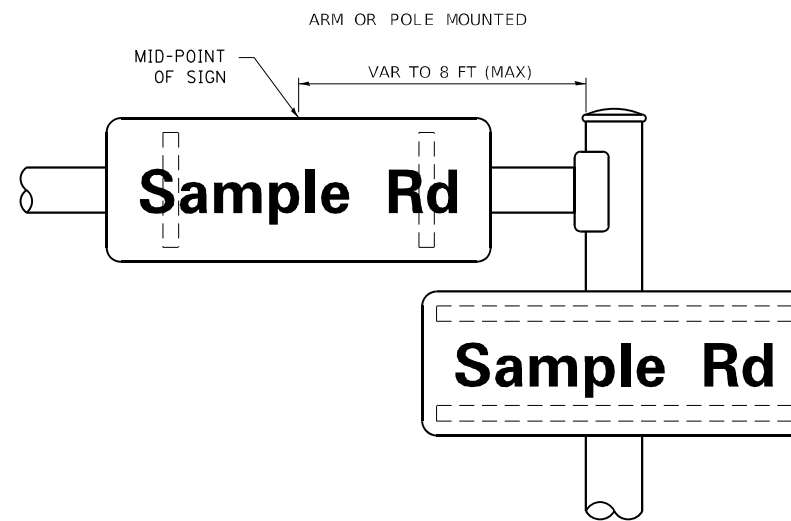 ARM OR POLE MOUNTED
MID-POINT
OF SIGN
VAR TO 8 FT (MAX)
Sample Rd
Sample Rd